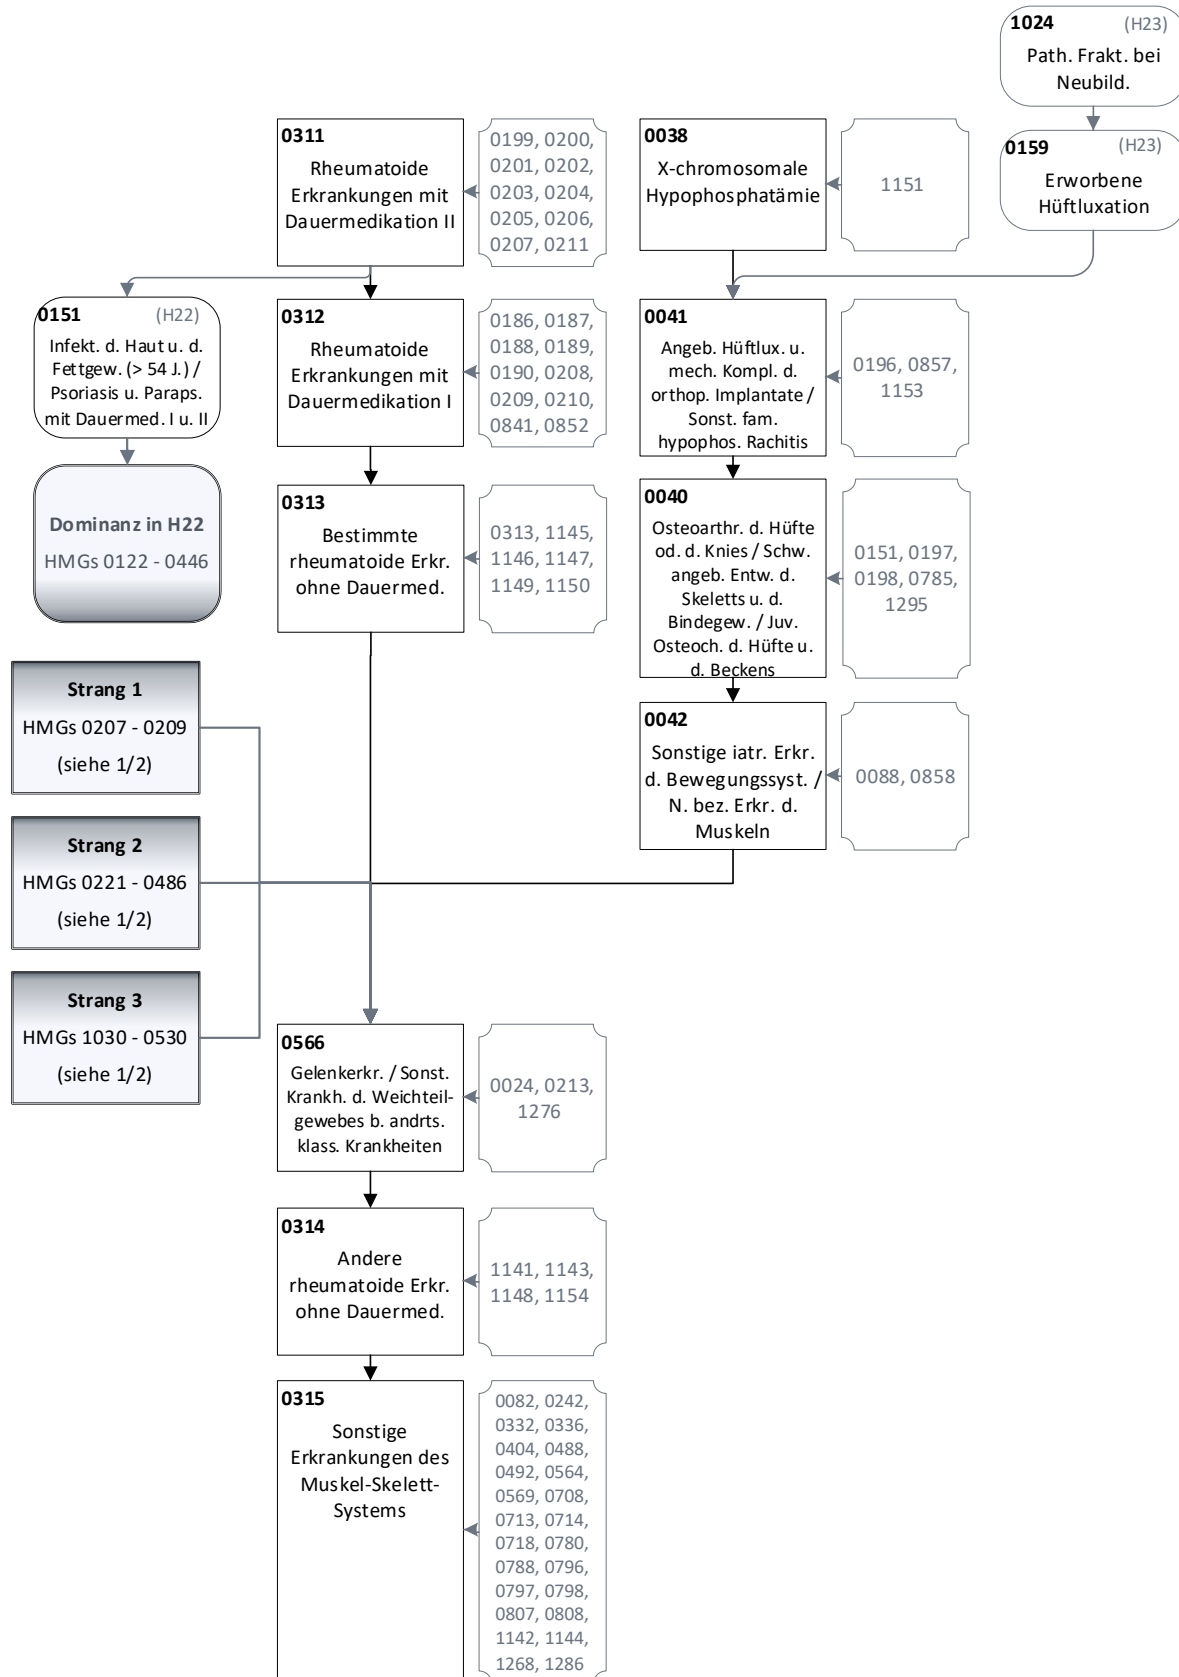 1024 (H23)
Path. Frakt. bei
Neubild.
0311
Rheumatoide
Erkrankungen mit
Dauermedikation II
0199, 0200,
0201, 0202,
0203, 0204,
0205, 0206,
0207, 0211
0038
X-chromosomale
Hypophosphatämie
1151
0159 (H23)
Erworbene
Hüftluxation
0151 (H22)
Infekt. d. Haut u. d.
Fettgew. (> 54 J.) /
Psoriasis u. Paraps.
mit Dauermed. I u. II
0312
Rheumatoide
Erkrankungen mit
Dauermedikation I
0186, 0187,
0188, 0189,
0190, 0208,
0209, 0210,
0841, 0852
0041
Angeb. Hüftlux. u.
mech. Kompl. d.
orthop. Implantate /
Sonst. fam.
hypophos. Rachitis
0196, 0857,
1153
Dominanz in H22
HMGs 0122 - 0446
0313
Bestimmte
rheumatoide Erkr.
ohne Dauermed.
0313, 1145,
1146, 1147,
1149, 1150
0040
Osteoarthr. d. Hüfte
od. d. Knies / Schw.
angeb. Entw. d.
Skeletts u. d.
Bindegew. / Juv.
Osteoch. d. Hüfte u.
d. Beckens
0151, 0197,
0198, 0785,
1295
Strang 1
HMGs 0207 - 0209
(siehe 1/2)
0042
Sonstige iatr. Erkr.
d. Bewegungssyst. /
N. bez. Erkr. d.
Muskeln
0088, 0858
Strang 2
HMGs 0221 - 0486
(siehe 1/2)
Strang 3
HMGs 1030 - 0530
(siehe 1/2)
0566
Gelenkerkr. / Sonst.
Krankh. d. Weichteil-
gewebes b. andrts.
klass. Krankheiten
0024, 0213,
1276
0314
Andere
rheumatoide Erkr.
ohne Dauermed.
1141, 1143,
1148, 1154
0315
Sonstige
Erkrankungen des
Muskel-Skelett-
Systems
0082, 0242,
0332, 0336,
0404, 0488,
0492, 0564,
0569, 0708,
0713, 0714,
0718, 0780,
0788, 0796,
0797, 0798,
0807, 0808,
1142, 1144,
1268, 1286